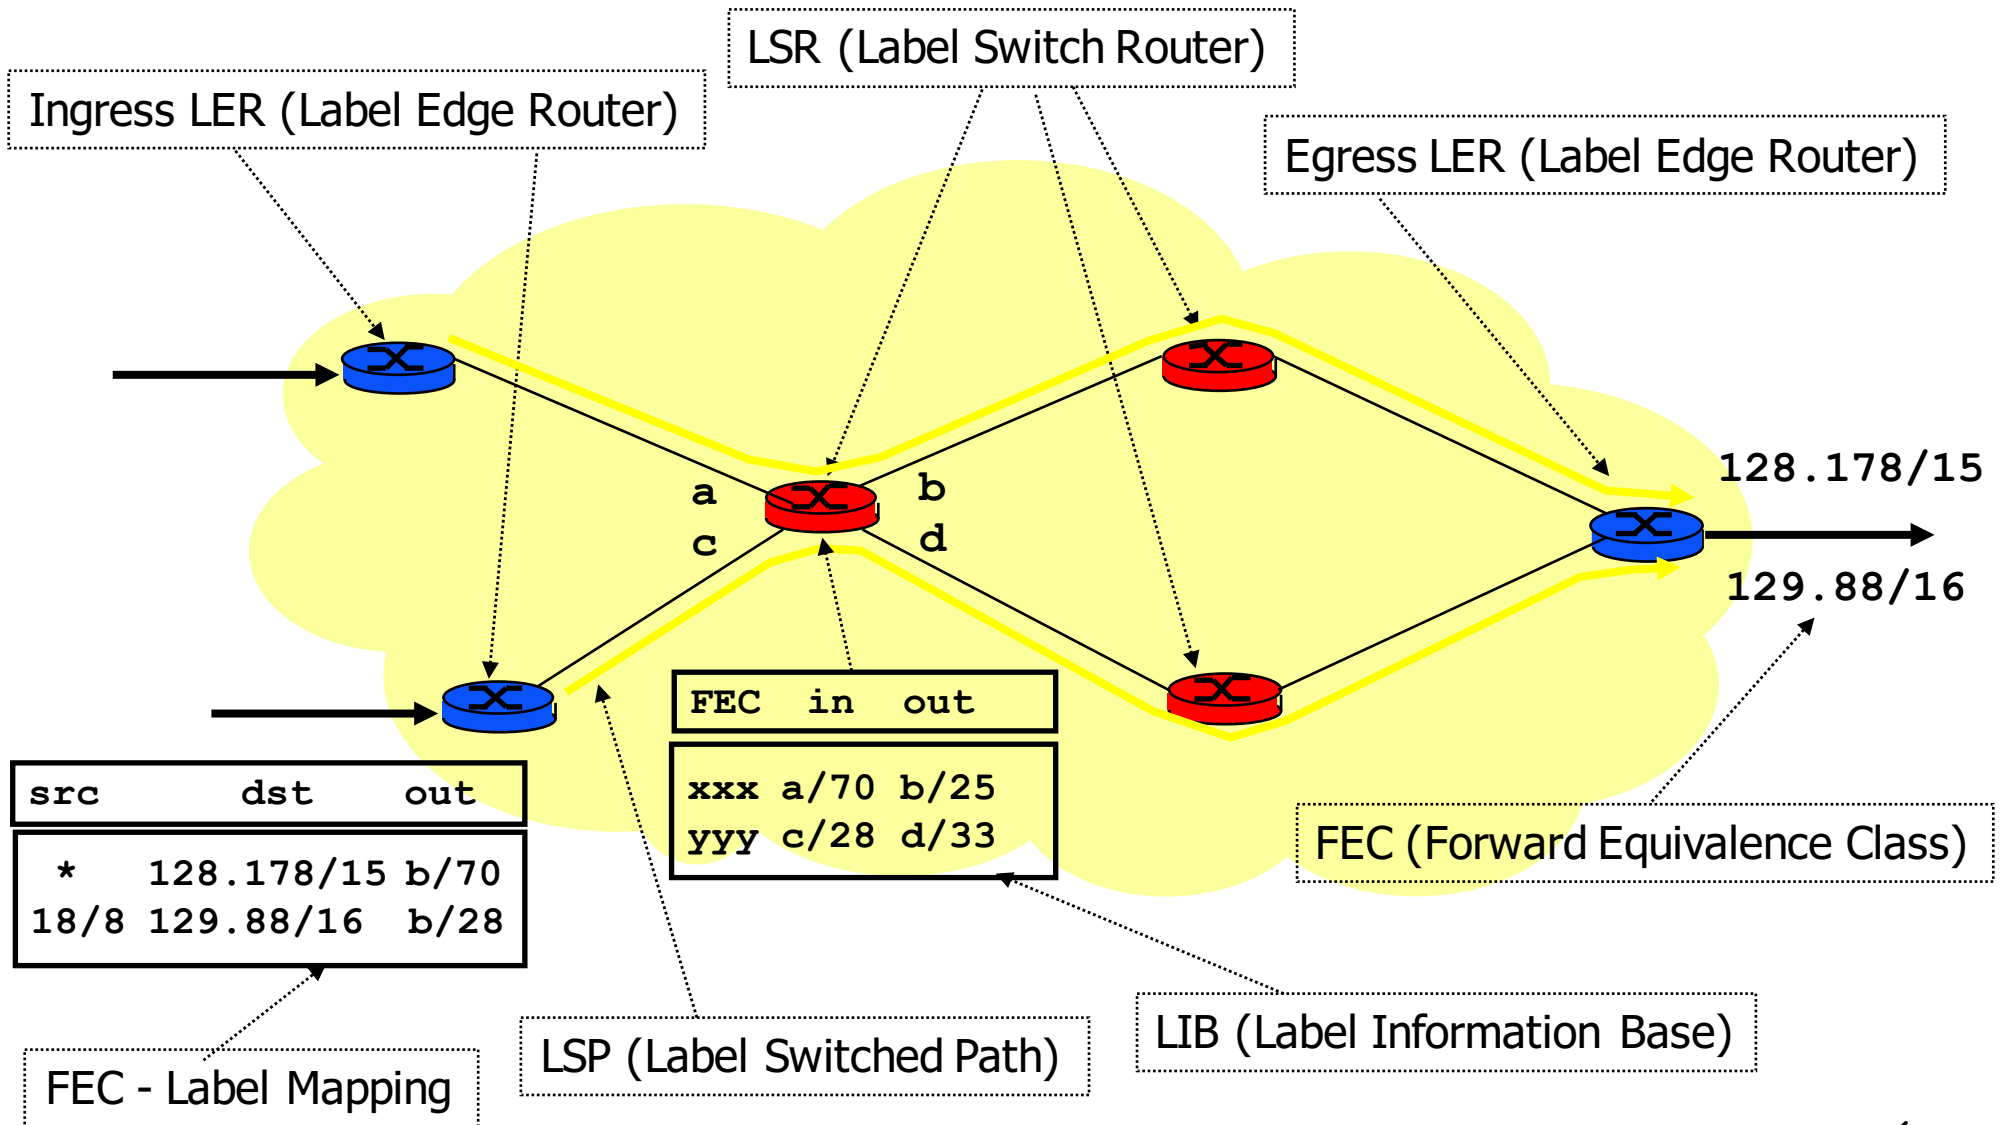 LSR (Label Switch Router)
Ingress LER (Label Edge Router)
Egress LER (Label Edge Router)
128.178/15
a
b
c
d
129.88/16
FEC in out
xxx a/70 b/25
yyy c/28 d/33
src dst out
* 128.178/15 b/70
18/8 129.88/16 b/28
FEC (Forward Equivalence Class)
LIB (Label Information Base)
LSP (Label Switched Path)
FEC - Label Mapping